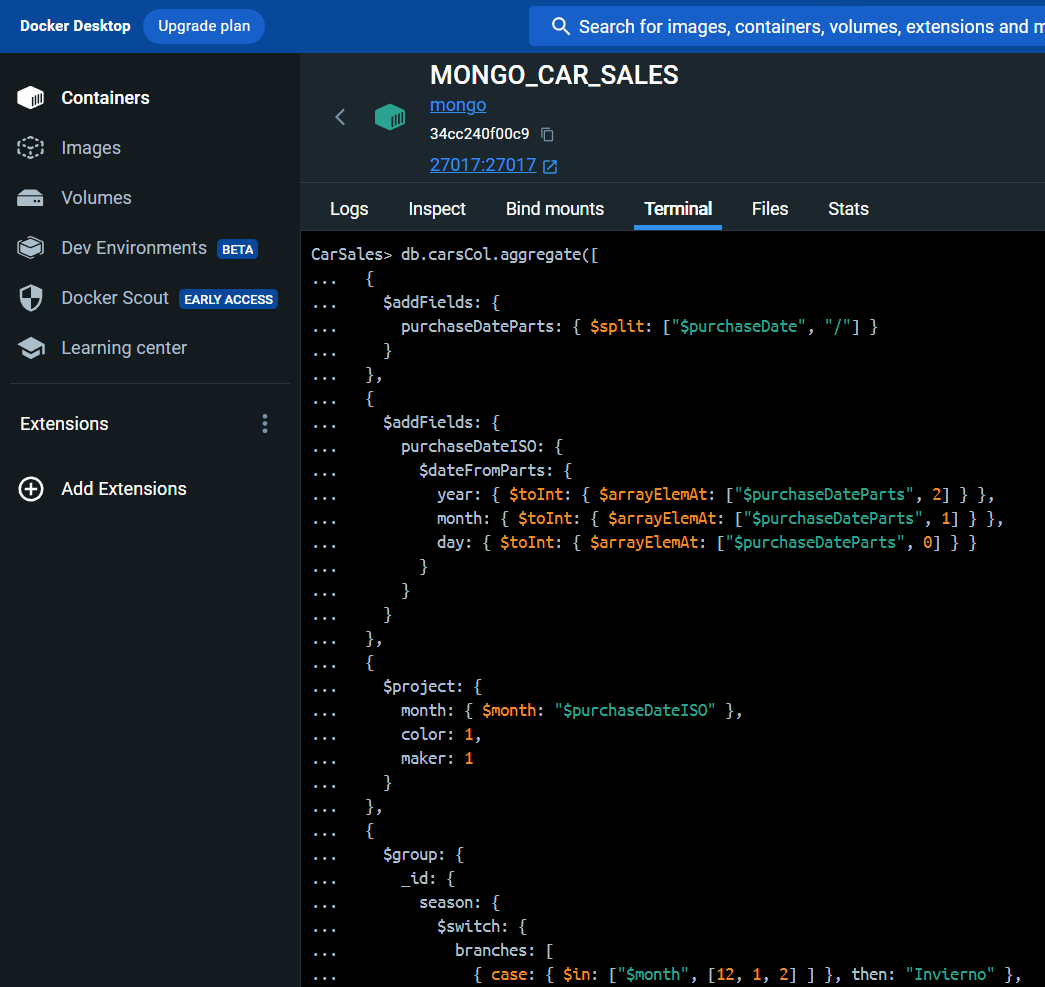 Docker Desktop
Upgrade plan
Search for images, containers, volumes, extensions and m
Containers
Images
Volumes
Dev Environments BETA
Docker Scout EARLY ACCESS
Learning center
Extensions
Add Extensions
MONGO_CAR_SALES
mongo
34cc240f00c9
27017:27017
Logs Inspect Bind mounts Terminal Files Stats
CarSales> db.carsCol.aggregate([
...   {
...     $addFields: {
...       purchaseDateParts: { $split: ["$purchaseDate", "/"] }
...     }
...   },
...   {
...     $addFields: {
...       purchaseDateISO: {
...         $dateFromParts: {
...           year: { $toInt: { $arrayElemAt: ["$purchaseDateParts", 2] } },
...           month: { $toInt: { $arrayElemAt: ["$purchaseDateParts", 1] } },
...           day: { $toInt: { $arrayElemAt: ["$purchaseDateParts", 0] } }
...         }
...       }
...     }
...   },
...   {
...     $project: {
...       month: { $month: "$purchaseDateISO" },
...       color: 1,
...       maker: 1
...     }
...   },
...   {
...     $group: {
...       _id: {
...         season: {
...           $switch: {
...             branches: [
...               { case: { $in: ["$month", [12, 1, 2] ] }, then: "Invierno" },